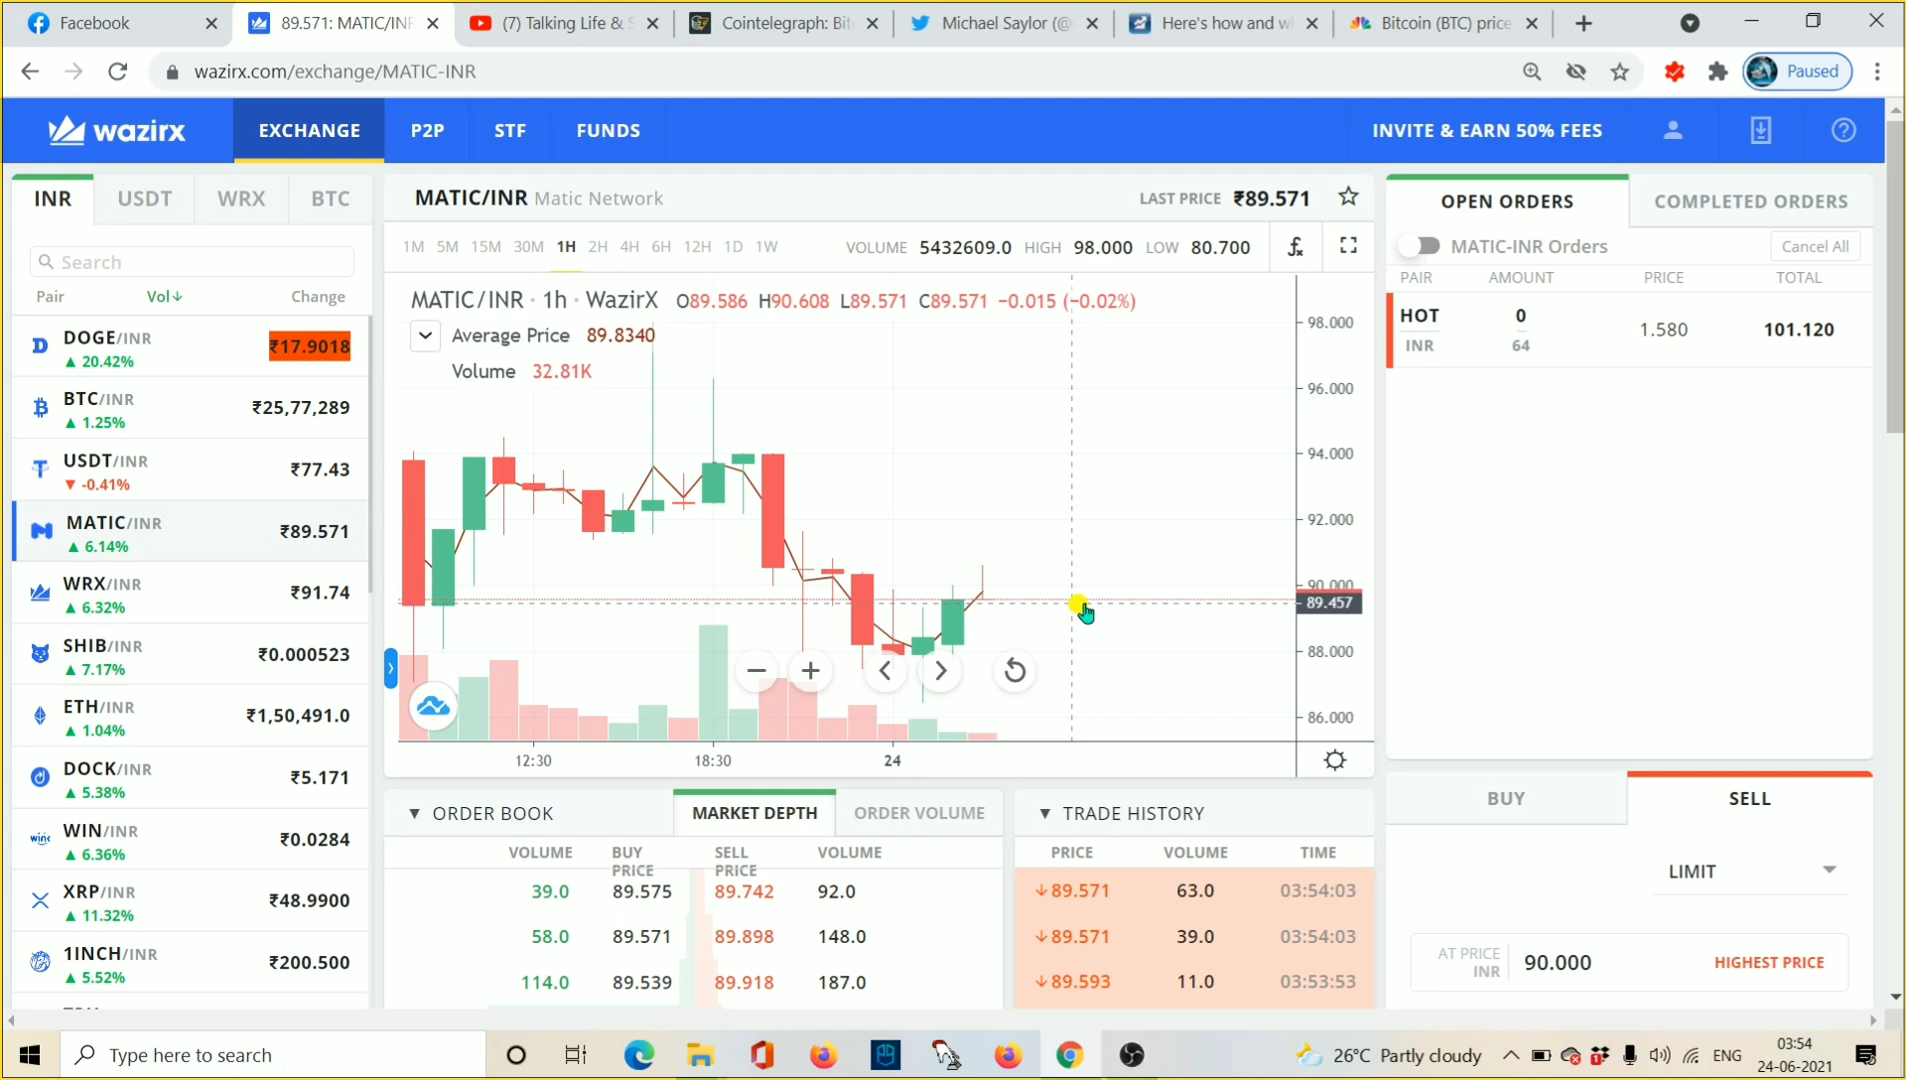 Facebook
89.571: MATIC/INR
(7) Talking Life & S
Cointelegraph: Bit
Michael Saylor (@
Here's how and wh
Bitcoin (BTC) price
wazirx.com/exchange/MATIC-INR
Paused
wazirx
EXCHANGE
P2P
STF
FUNDS
INVITE & EARN 50% FEES
INR
USDT
WRX
BTC
Search
Pair
Vol↓
Change
DOGE/INR
₹17.9018
▲ 20.42%
BTC/INR
₹25,77,289
▲ 1.25%
USDT/INR
₹77.43
▼ -0.41%
MATIC/INR
₹89.571
▲ 6.14%
WRX/INR
₹91.74
▲ 6.32%
SHIB/INR
₹0.000523
▲ 7.17%
ETH/INR
₹1,50,491.0
▲ 1.04%
DOCK/INR
₹5.171
▲ 5.38%
WIN/INR
₹0.0284
▲ 6.36%
XRP/INR
₹48.9900
▲ 11.32%
1INCH/INR
₹200.500
▲ 5.52%
MATIC/INR Matic Network
LAST PRICE ₹89.571
1M 5M 15M 30M 1H 2H 4H 6H 12H 1D 1W
VOLUME 5432609.0 HIGH 98.000 LOW 80.700
MATIC/INR · 1h · WazirX O89.586 H90.608 L89.571 C89.571 −0.015 (−0.02%)
Average Price 89.8340
Volume 32.81K
98.000
96.000
94.000
92.000
90.000
89.457
88.000
86.000
12:30
18:30
24
▼ ORDER BOOK
MARKET DEPTH
ORDER VOLUME
VOLUME
BUY PRICE
SELL PRICE
VOLUME
39.0 89.575 89.742 92.0
58.0 89.571 89.898 148.0
114.0 89.539 89.918 187.0
▼ TRADE HISTORY
PRICE VOLUME TIME
↓89.571 63.0 03:54:03
↓89.571 39.0 03:54:03
↓89.593 11.0 03:53:53
OPEN ORDERS
COMPLETED ORDERS
MATIC-INR Orders
Cancel All
PAIR AMOUNT PRICE TOTAL
HOT 0
1.580 101.120
INR 64
BUY
SELL
LIMIT
AT PRICE
INR
90.000
HIGHEST PRICE
Type here to search
26°C Partly cloudy
ENG
03:54
24-06-2021